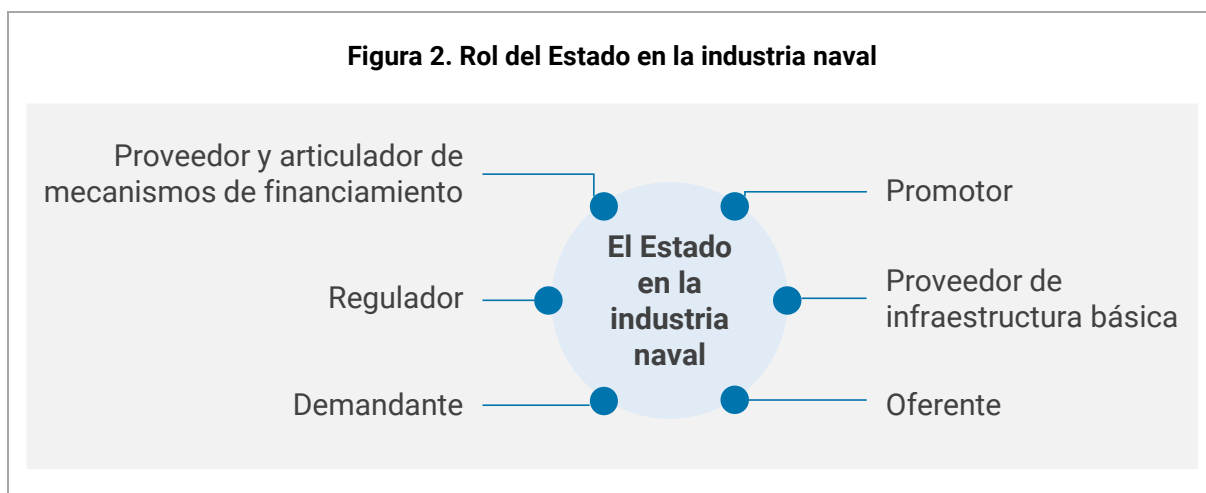 Figura 2. Rol del Estado en la industria naval
Proveedor y articulador de
mecanismos de financiamiento
Regulador
Demandante
El Estado
en la
industria
naval
Promotor
Proveedor de
infraestructura básica
Oferente